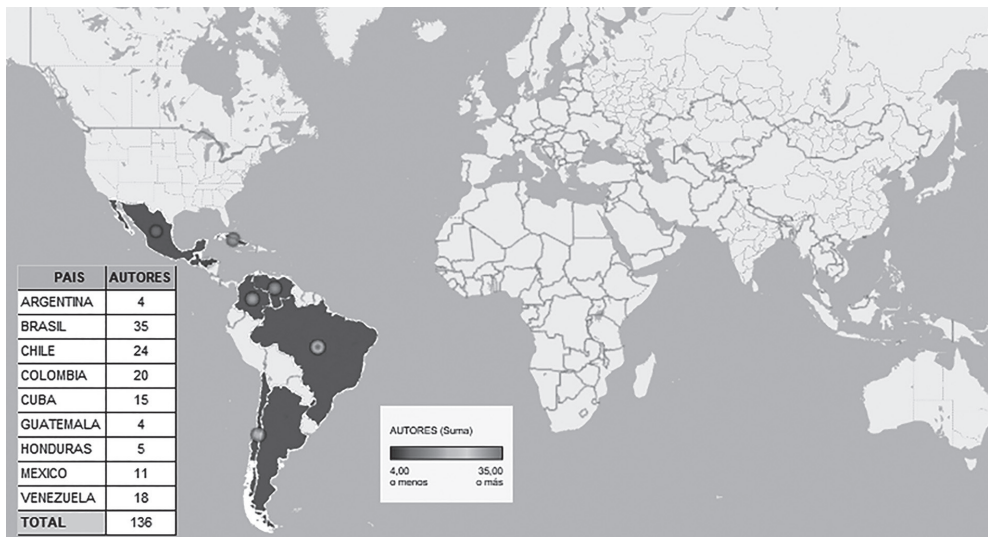 PAIS AUTORES
ARGENTINA 4
BRASIL 35
CHILE 24
COLOMBIA 20
CUBA 15
GUATEMALA 4
HONDURAS 5
MEXICO 11
VENEZUELA 18
TOTAL 136
AUTORES (Suma)
4,00 35,00
o menos o más